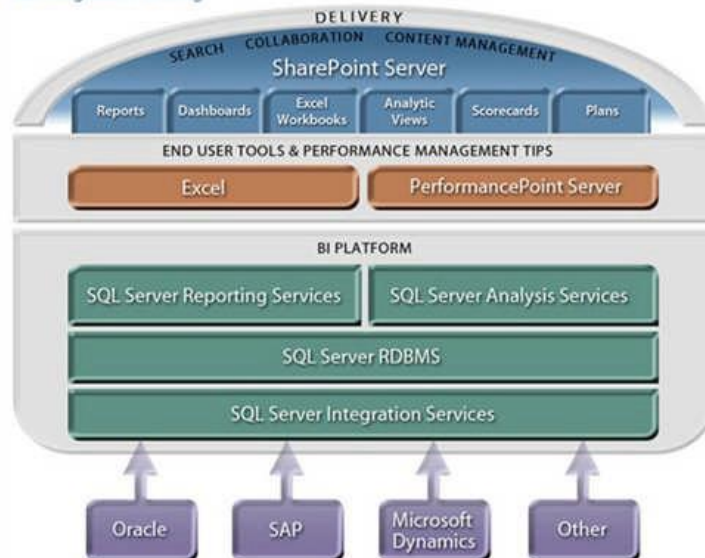 DELIVERY
SEARCH COLLABORATION CONTENT MANAGEMENT
SharePoint Server
Reports
Dashboards
Excel
Workbooks
Analytic
Views
Scorecards
Plans
END USER TOOLS & PERFORMANCE MANAGEMENT TIPS
Excel
PerformancePoint Server
BI PLATFORM
SQL Server Reporting Services
SQL Server Analysis Services
SQL Server RDBMS
SQL Server Integration Services
Oracle
SAP
Microsoft
Dynamics
Other